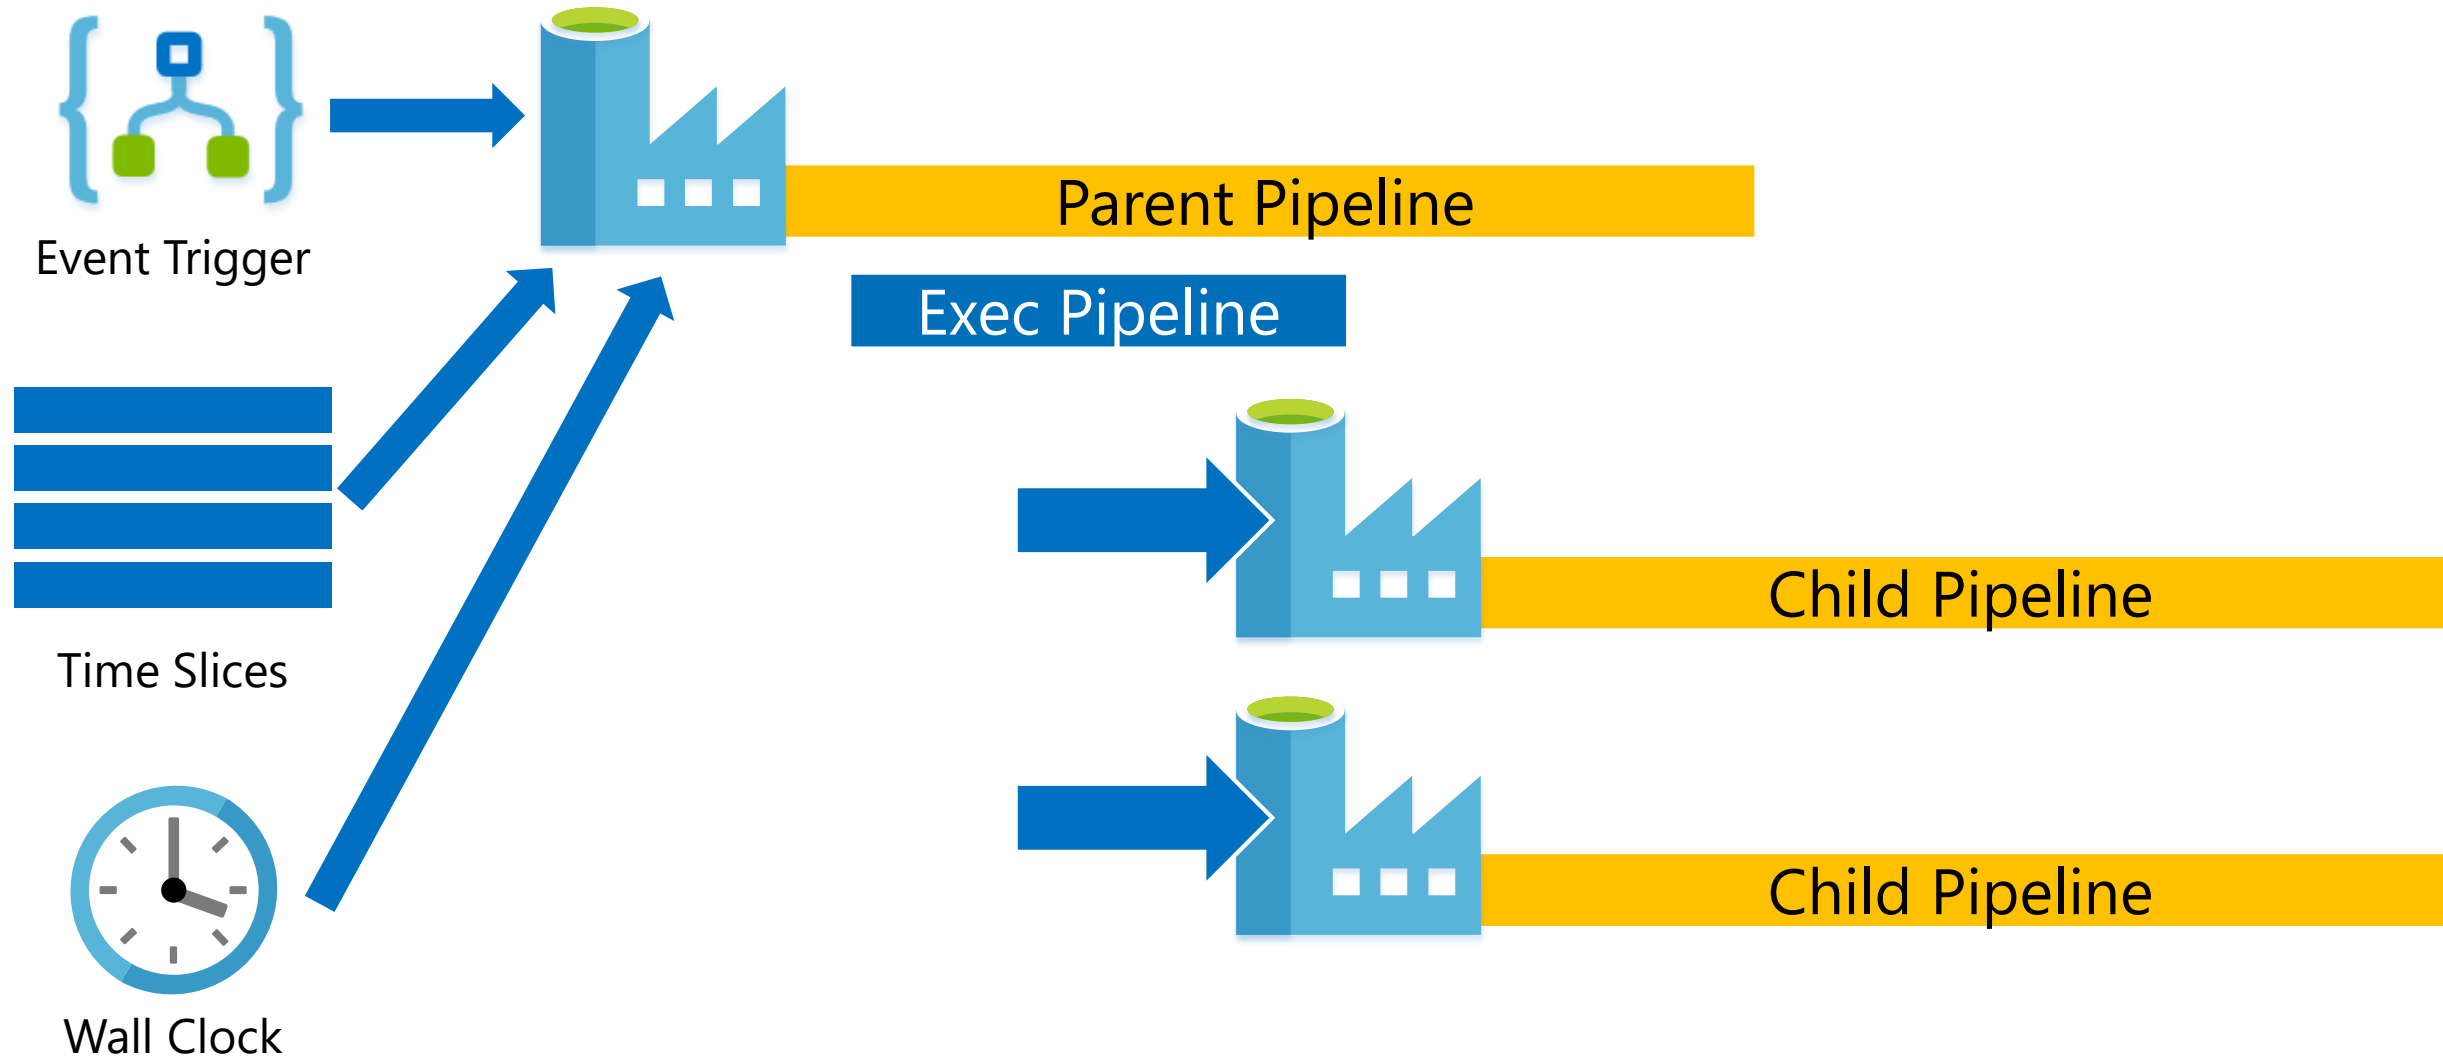 Event Trigger
Parent Pipeline
Exec Pipeline
Time Slices
Child Pipeline
Child Pipeline
Wall Clock